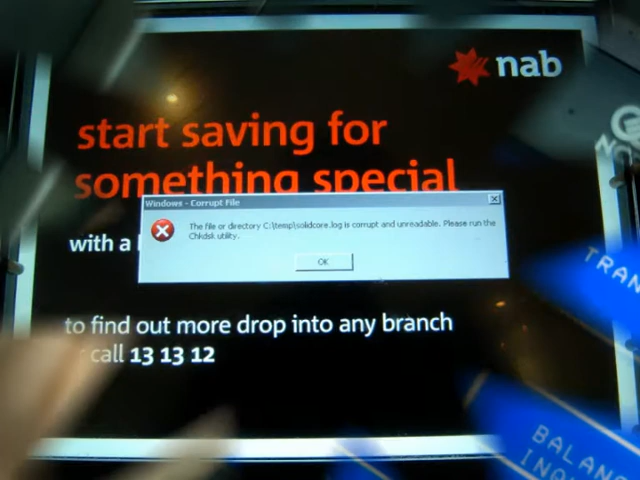 nab
start saving for
something special
Windows - Corrupt File
The file or directory C:\temp\solidcore.log is corrupt and unreadable. Please run the
Chkdsk utility.
with a
OK
to find out more drop into any branch
call 13 13 12
TRAN
BALANC
INQU